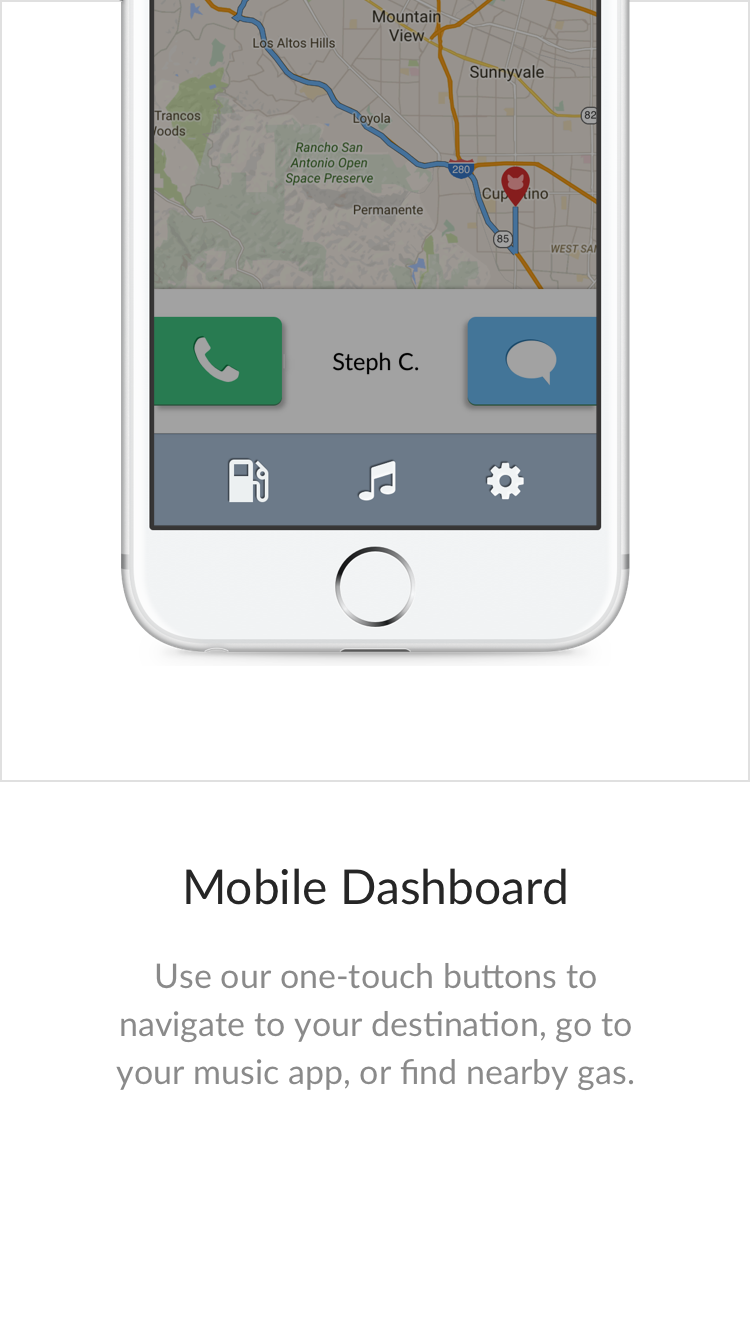 Mountain
View
Los Altos Hills
Sunnyvale
82
Trancos
Woods
Loyola
Rancho San
Antonio Open
Space Preserve
280
Cupertino
Permanente
85
WEST SAN
Steph C.
Mobile Dashboard
Use our one-touch buttons to
navigate to your destination, go to
your music app, or find nearby gas.